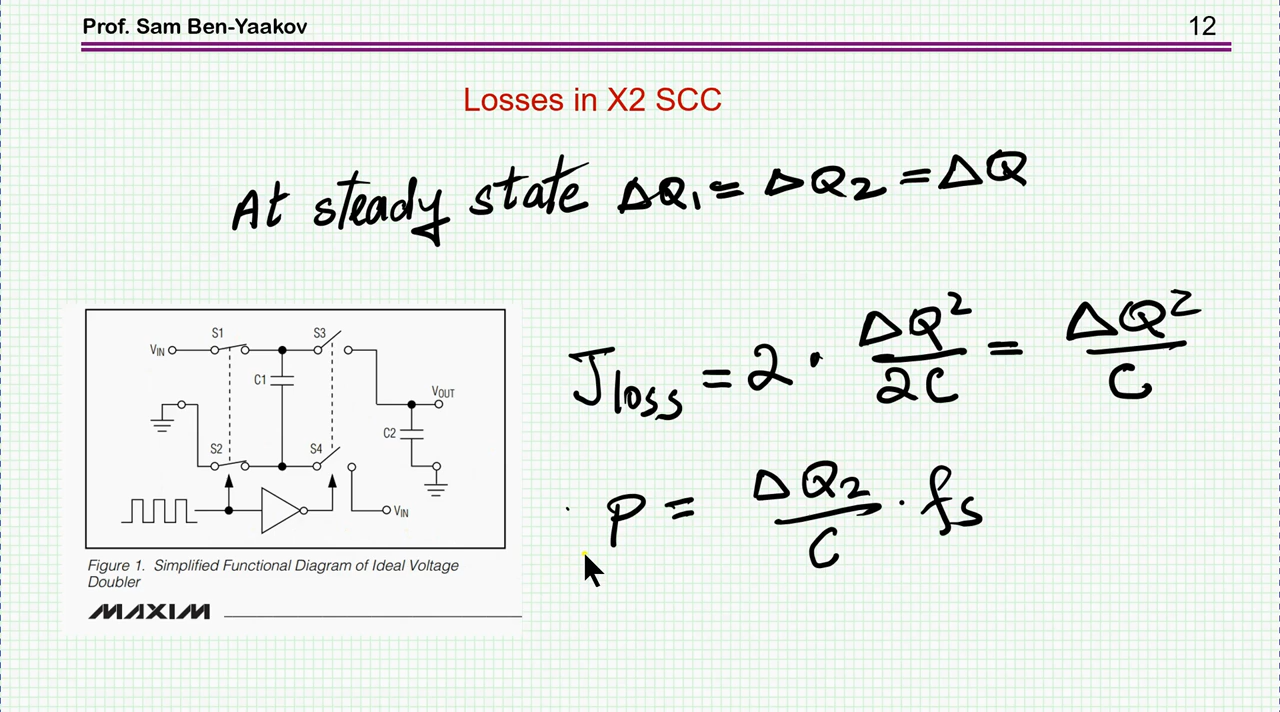 Prof. Sam Ben-Yaakov 12
Losses in X2 SCC
At steady state ΔQ₁ = ΔQ₂ = ΔQ
J loss = 2 · ΔQ²/2C = ΔQ²/C
P = ΔQ₂/C · fs
S1 S3
VIN
C1
VOUT
C2
S2 S4
VIN
Figure 1. Simplified Functional Diagram of Ideal Voltage
Doubler
MAXIM